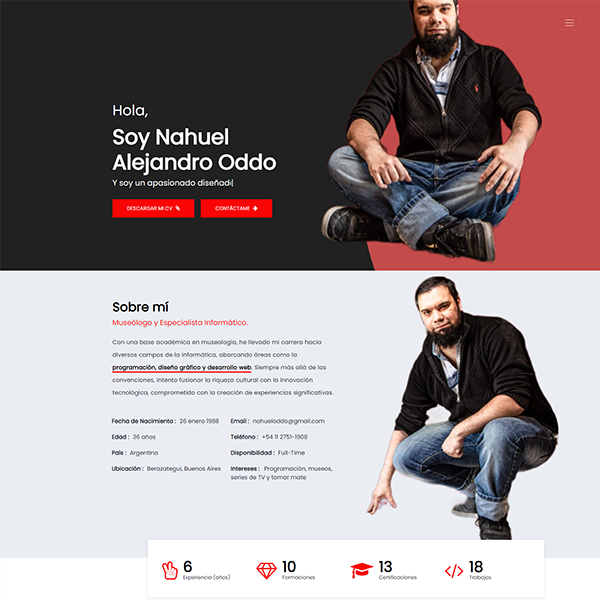 Hola,
Soy Nahuel
Alejandro Oddo
Y soy un apasionado diseñad|
DESCARGAR MI CV
CONTÁCTAME
Sobre mí
Museólogo y Especialista Informático.
Con una base académica en museología, he llevado mi carrera hacia
diversos campos de la informática, abarcando áreas como la
programación, diseño gráfico y desarrollo web. Siempre más allá de las
convenciones, intento fusionar la riqueza cultural con la innovación
tecnológica, comprometido con la creación de experiencias significativas.
Fecha de Nacimiento : 26 enero 1988
Email : nahueloddo@gmail.com
Edad : 36 años
Teléfono : +54 11 2751-1908
País : Argentina
Disponibilidad : Full-Time
Ubicación : Berazategui, Buenos Aires
Intereses : Programación, museos,
series de TV y tomar mate
6
Experiencia (años)
10
Formaciones
13
Certificaciones
18
Trabajos